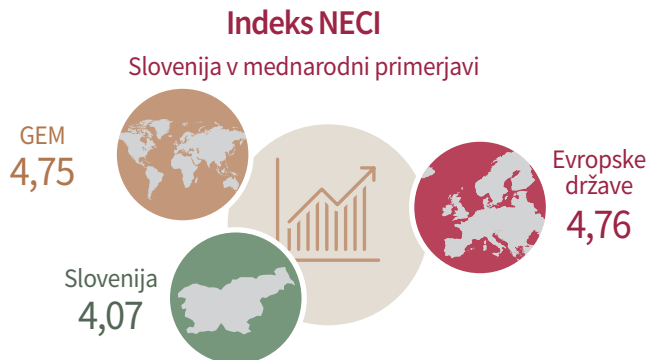 Indeks NECI
Slovenija v mednarodni primerjavi
GEM
4,75
Evropske
države
4,76
Slovenija
4,07